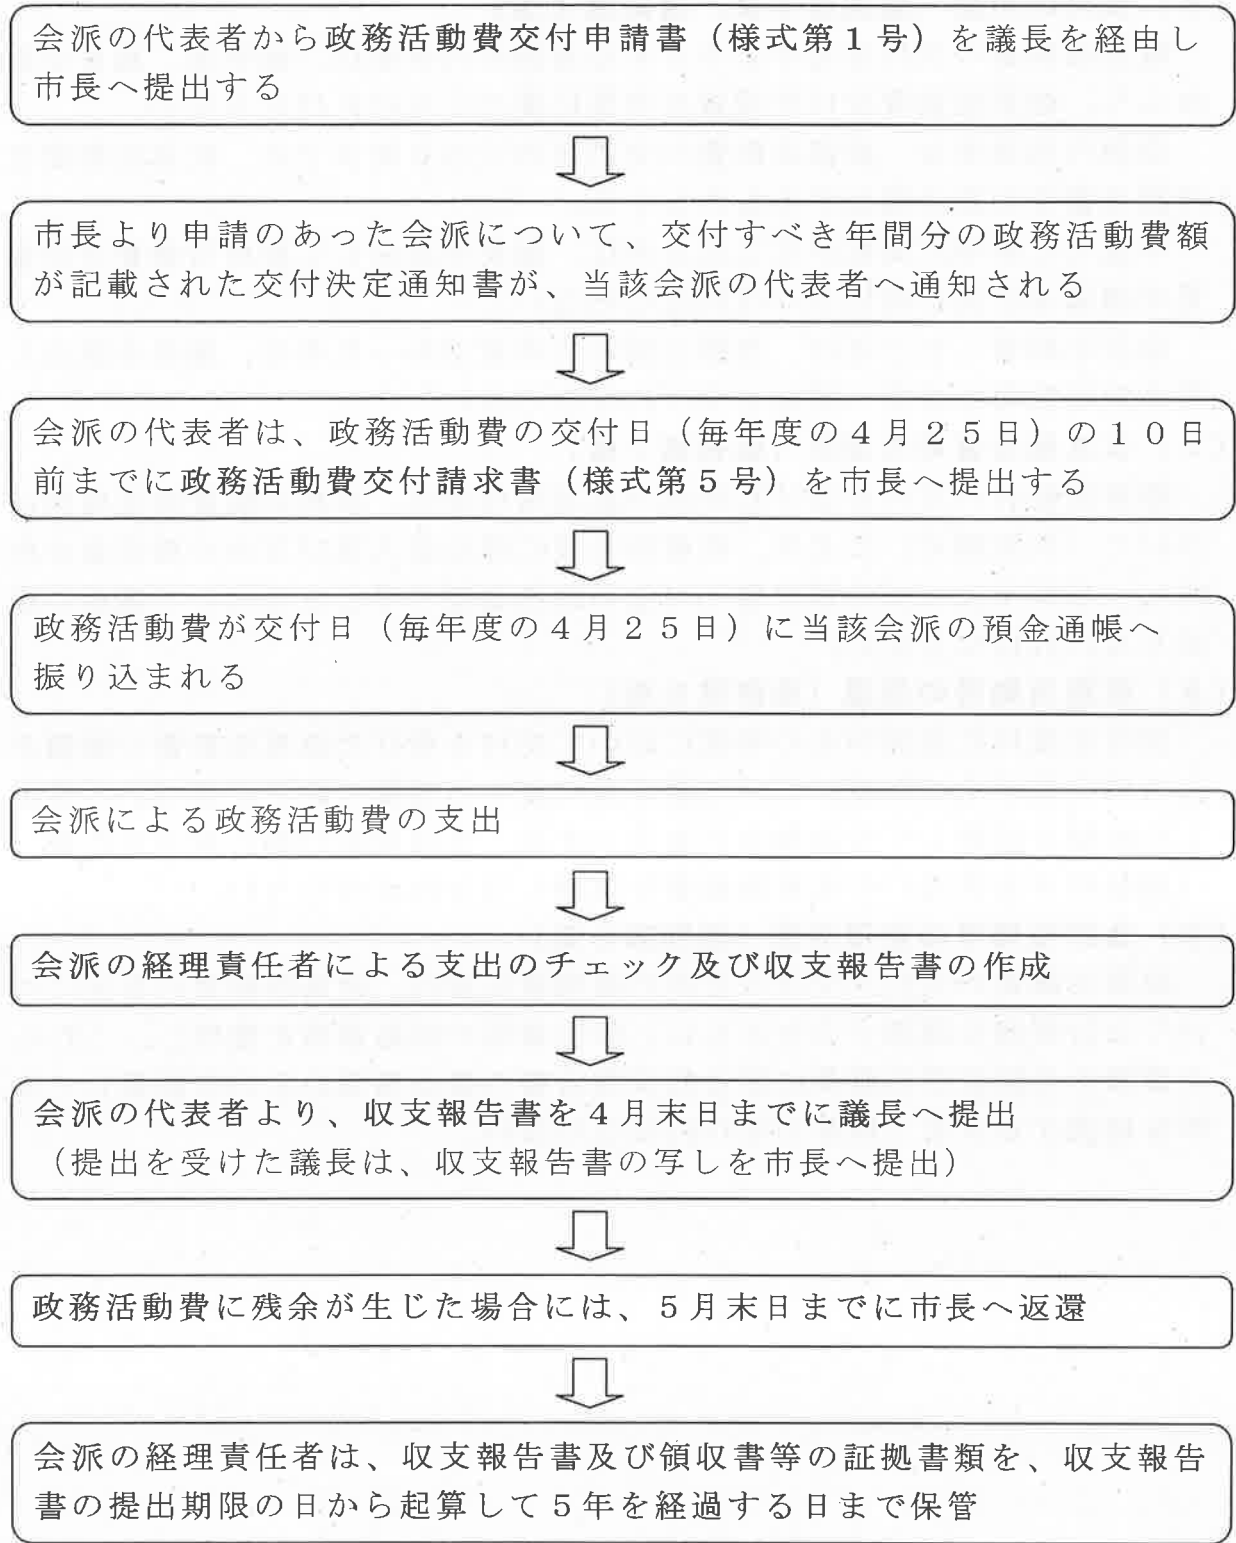 会派の代表者から政務活動費交付申請書（様式第１号）を議長を経由し
市長へ提出する
市長より申請のあった会派について、交付すべき年間分の政務活動費額
が記載された交付決定通知書が、当該会派の代表者へ通知される
会派の代表者は、政務活動費の交付日（毎年度の４月２５日）の１０日
前までに政務活動費交付請求書（様式第５号）を市長へ提出する
政務活動費が交付日（毎年度の４月２５日）に当該会派の預金通帳へ
振り込まれる
会派による政務活動費の支出
会派の経理責任者による支出のチェック及び収支報告書の作成
会派の代表者より、収支報告書を４月末日までに議長へ提出
（提出を受けた議長は、収支報告書の写しを市長へ提出）
政務活動費に残余が生じた場合には、５月末日までに市長へ返還
会派の経理責任者は、収支報告書及び領収書等の証拠書類を、収支報告
書の提出期限の日から起算して５年を経過する日まで保管